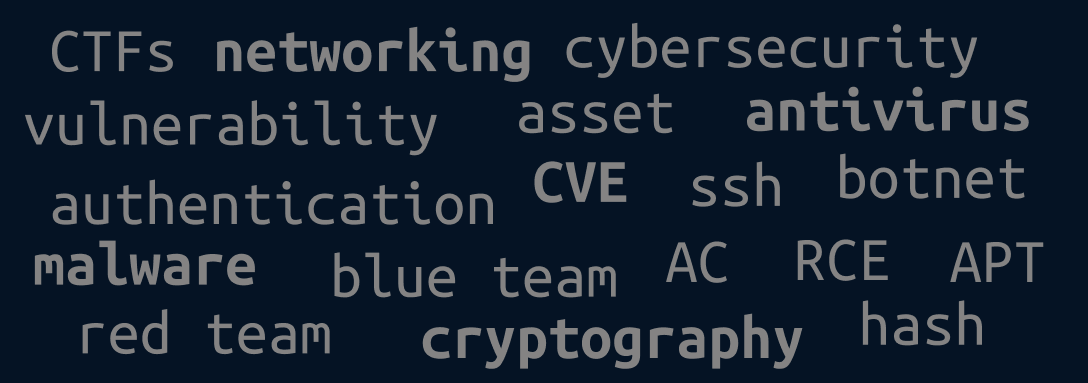 CTFs networking cybersecurity
vulnerability asset antivirus
authentication CVE ssh botnet
malware blue team AC RCE APT
red team cryptography hash